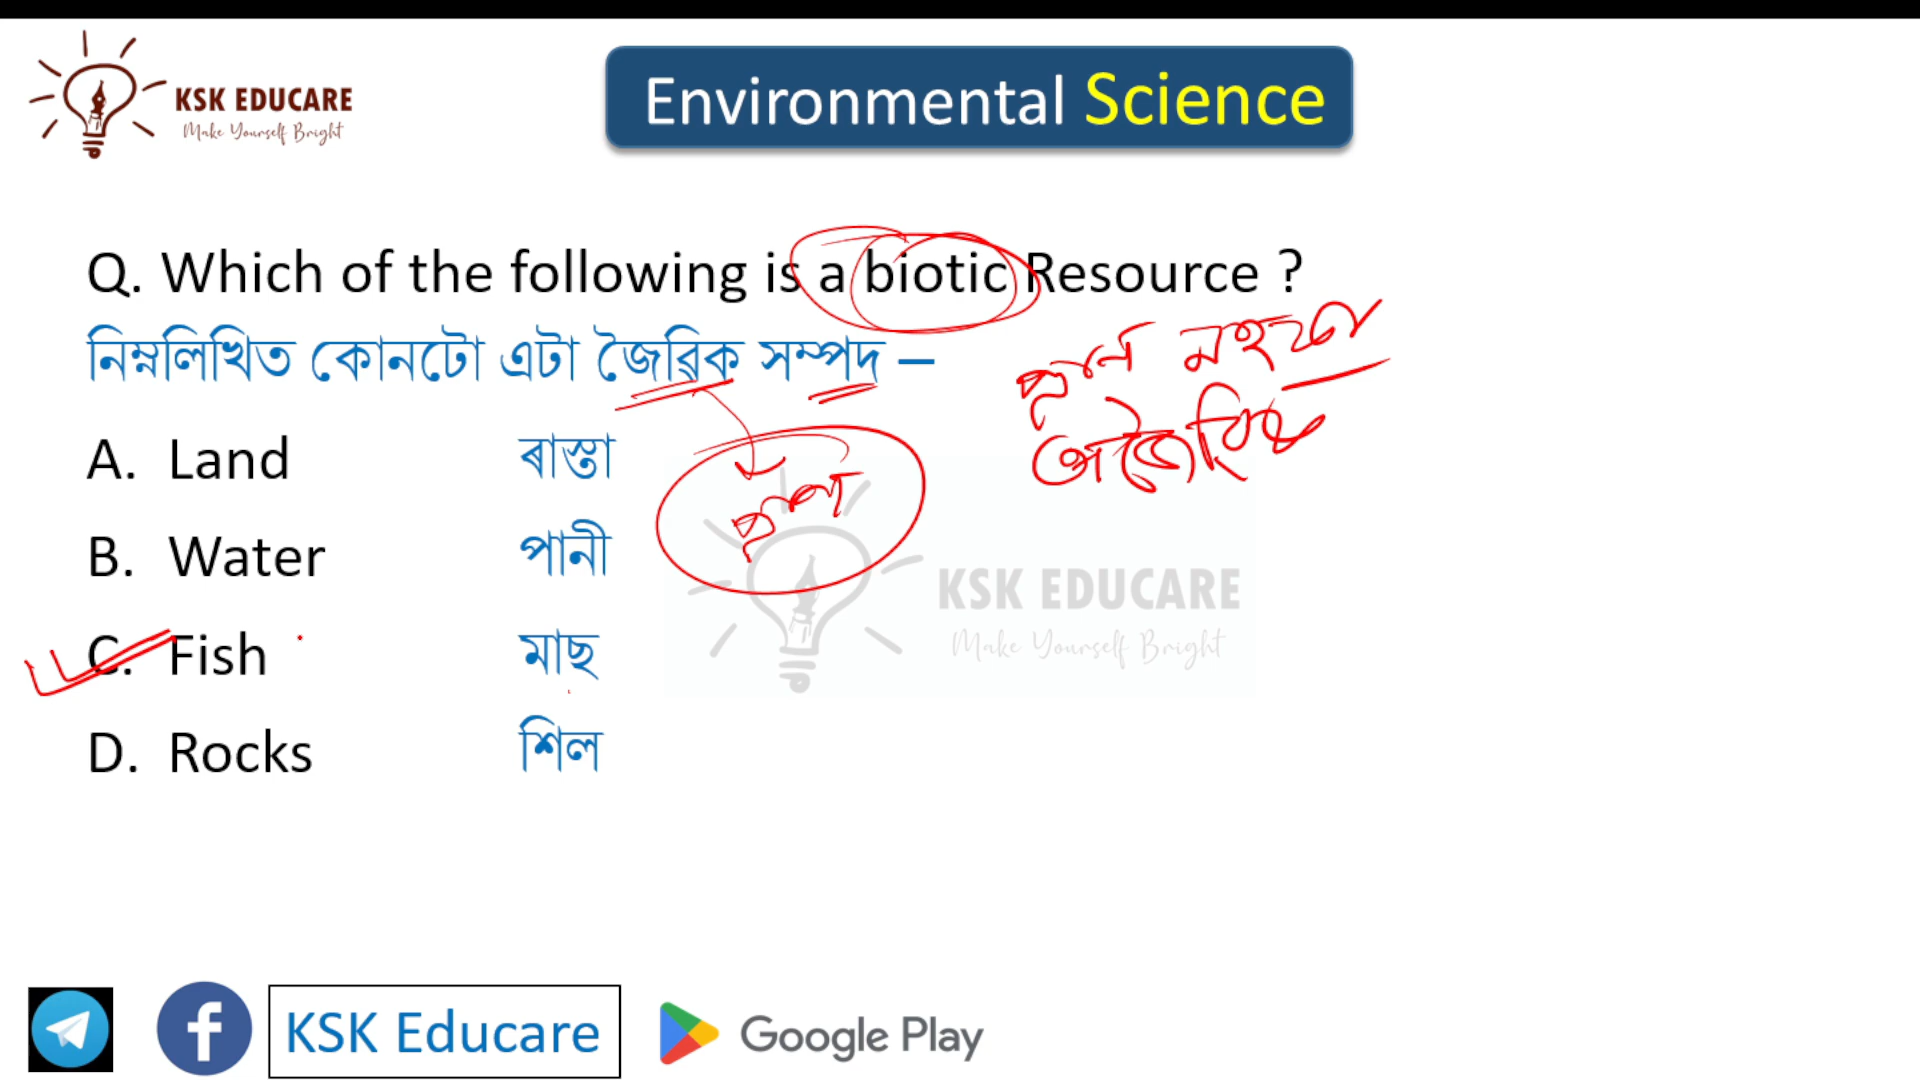 KSK EDUCARE
Make Yourself Bright
Environmental Science
Q. Which of the following is a biotic Resource ?
নিম্নলিখিত কোনটো এটা জৈৱিক সম্পদ –
A. Land ৰাস্তা
B. Water পানী
C. Fish মাছ
D. Rocks শিল
অজৈবিক
KSK EDUCARE
Make Yourself Bright
KSK Educare
Google Play